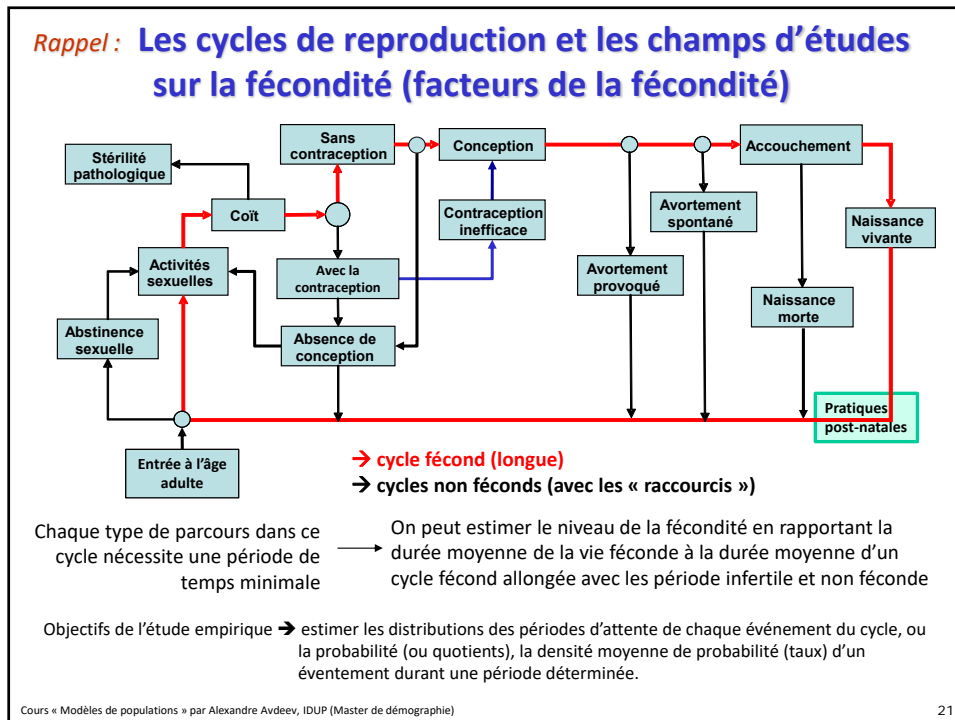 Rappel : Les cycles de reproduction et les champs d'études
sur la fécondité (facteurs de la fécondité)
Stérilité
pathologique
Sans
contraception
Conception
Accouchement
Coït
Contraception
inefficace
Avortement
spontané
Naissance
vivante
Activités
sexuelles
Avec la
contraception
Avortement
provoqué
Naissance
morte
Abstinence
sexuelle
Absence de
conception
Pratiques
post-natales
Entrée à l'âge
adulte
➔ cycle fécond (longue)
➔ cycles non féconds (avec les « raccourcis »)
Chaque type de parcours dans ce
cycle nécessite une période de
temps minimale
On peut estimer le niveau de la fécondité en rapportant la
durée moyenne de la vie féconde à la durée moyenne d'un
cycle fécond allongée avec les période infertile et non féconde
Objectifs de l'étude empirique ➔ estimer les distributions des périodes d'attente de chaque événement du cycle, ou
la probabilité (ou quotients), la densité moyenne de probabilité (taux) d'un
éventement durant une période déterminée.
Cours « Modèles de populations » par Alexandre Avdeev, IDUP (Master de démographie)
21